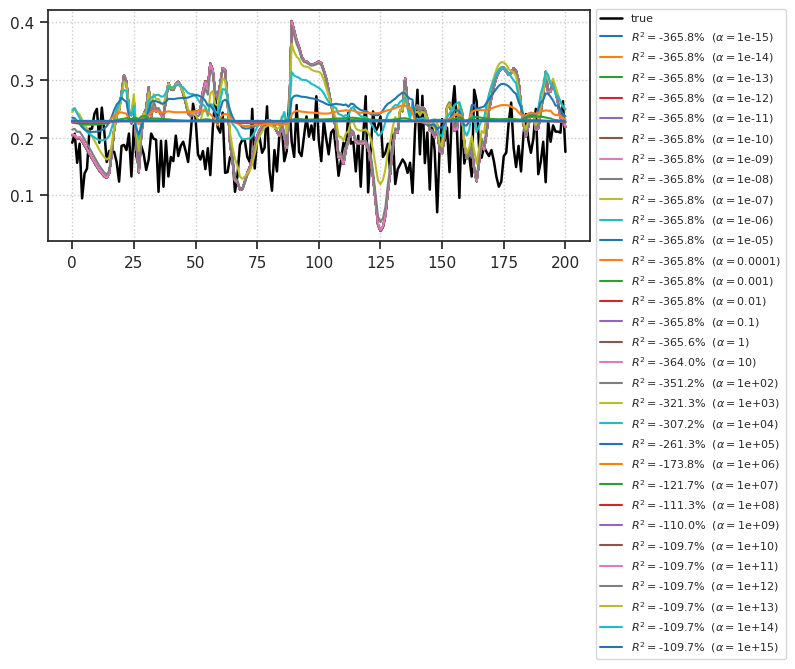 0.4
0.3
0.2
0.1
0 25 50 75 100 125 150 175 200
true
R² = -365.8% (α = 1e-15)
R² = -365.8% (α = 1e-14)
R² = -365.8% (α = 1e-13)
R² = -365.8% (α = 1e-12)
R² = -365.8% (α = 1e-11)
R² = -365.8% (α = 1e-10)
R² = -365.8% (α = 1e-09)
R² = -365.8% (α = 1e-08)
R² = -365.8% (α = 1e-07)
R² = -365.8% (α = 1e-06)
R² = -365.8% (α = 1e-05)
R² = -365.8% (α = 0.0001)
R² = -365.8% (α = 0.001)
R² = -365.8% (α = 0.01)
R² = -365.8% (α = 0.1)
R² = -365.6% (α = 1)
R² = -364.0% (α = 10)
R² = -351.2% (α = 1e+02)
R² = -321.3% (α = 1e+03)
R² = -307.2% (α = 1e+04)
R² = -261.3% (α = 1e+05)
R² = -173.8% (α = 1e+06)
R² = -121.7% (α = 1e+07)
R² = -111.3% (α = 1e+08)
R² = -110.0% (α = 1e+09)
R² = -109.7% (α = 1e+10)
R² = -109.7% (α = 1e+11)
R² = -109.7% (α = 1e+12)
R² = -109.7% (α = 1e+13)
R² = -109.7% (α = 1e+14)
R² = -109.7% (α = 1e+15)